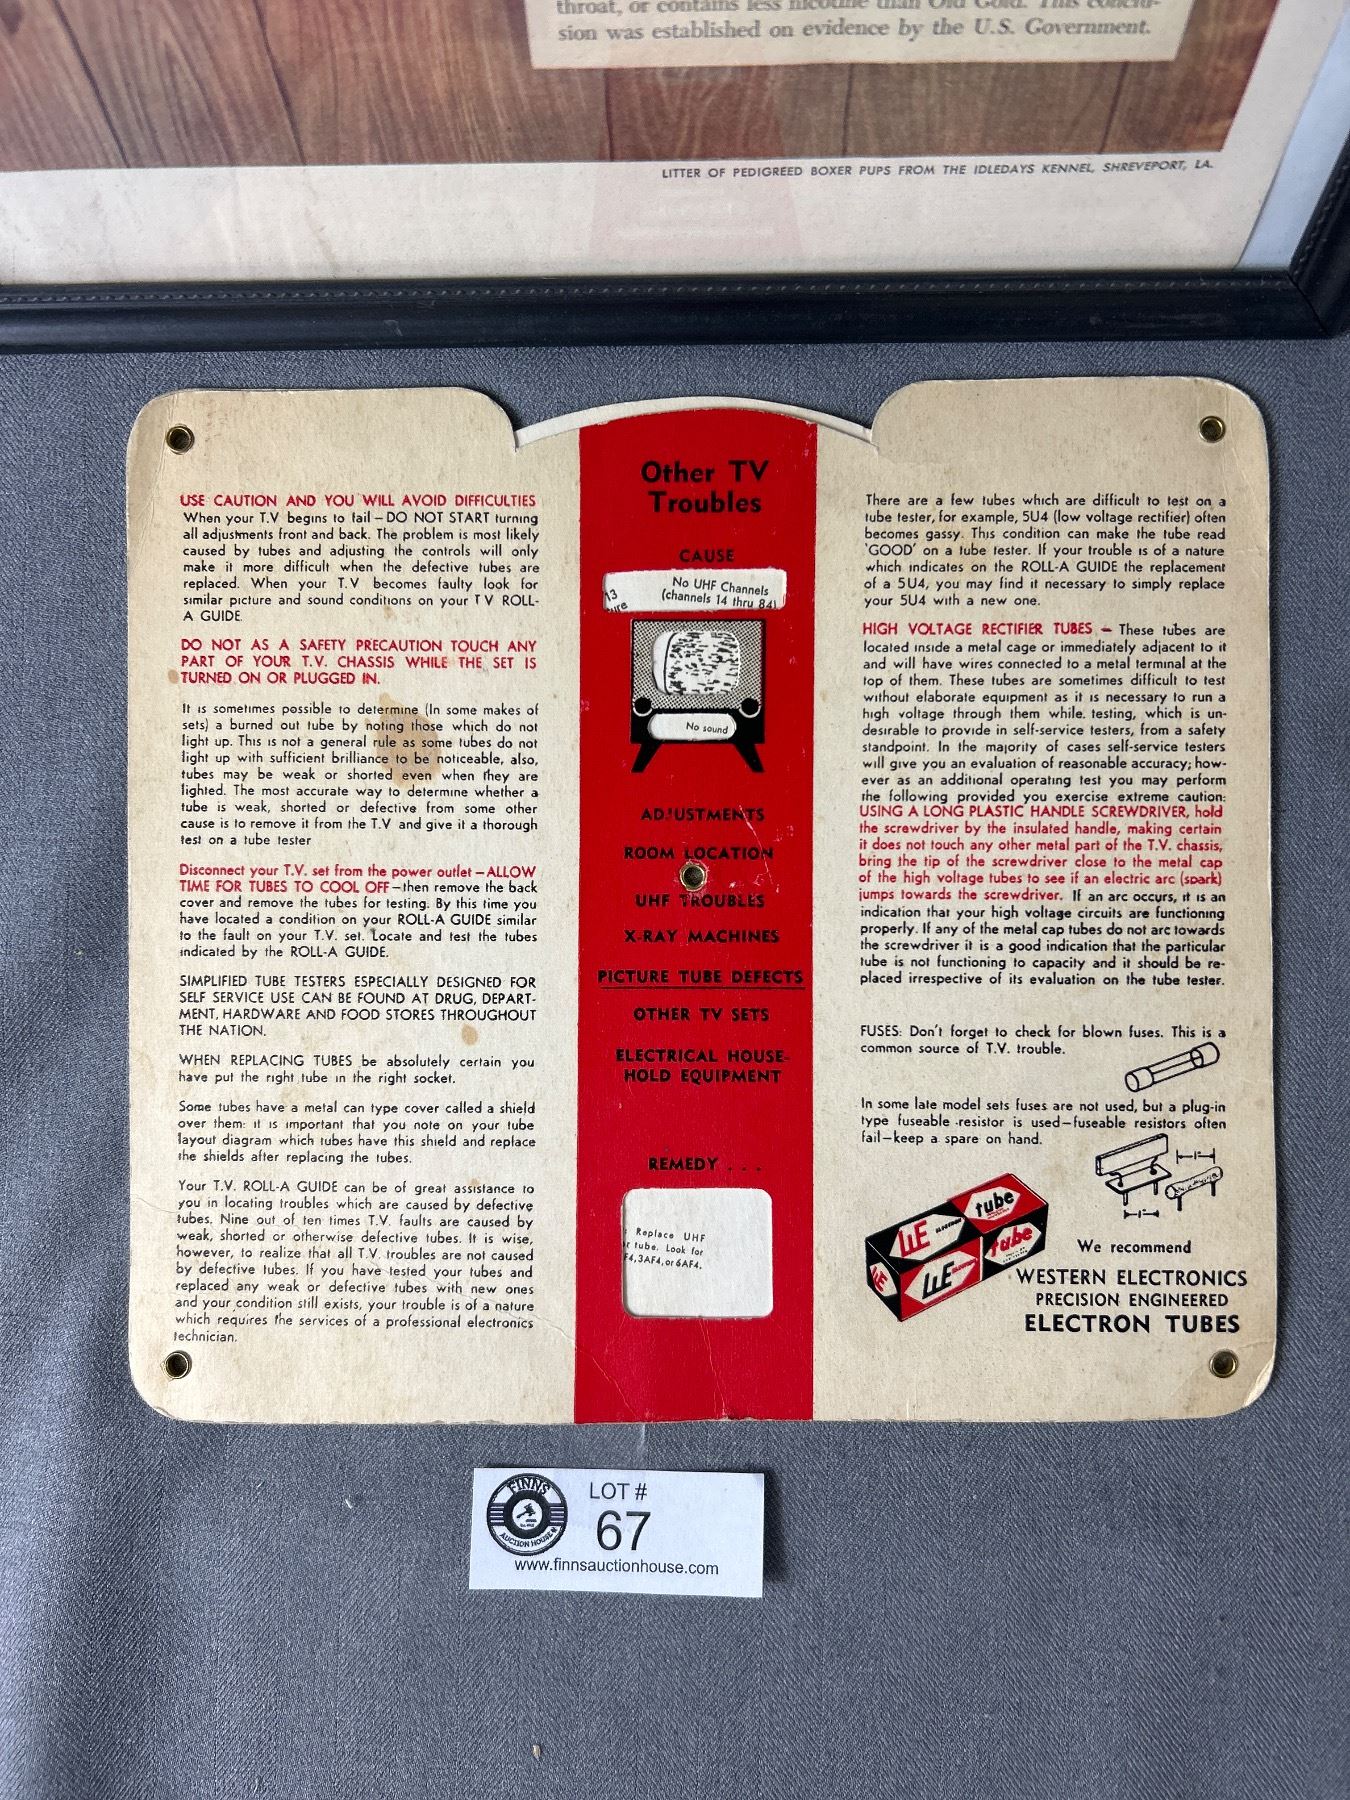 throat, or contains less nicotine than Old Gold. This conclu-
sion was established on evidence by the U.S. Government.
LITTER OF PEDIGREED BOXER PUPS FROM THE IDLEDAYS KENNEL, SHREVEPORT, LA.
USE CAUTION AND YOU WILL AVOID DIFFICULTIES
When your T.V begins to fail – DO NOT START turning
all adjustments front and back. The problem is most likely
caused by tubes and adjusting the controls will only
make it more difficult when the defective tubes are
replaced. When your T.V becomes faulty look for
similar picture and sound conditions on your T V ROLL-
A GUIDE.
DO NOT AS A SAFETY PRECAUTION TOUCH ANY
PART OF YOUR T.V. CHASSIS WHILE THE SET IS
TURNED ON OR PLUGGED IN.
It is sometimes possible to determine (In some makes of
sets) a burned out tube by noting those which do not
light up. This is not a general rule as some tubes do not
light up with sufficient brilliance to be noticeable, also,
tubes may be weak or shorted even when they are
lighted. The most accurate way to determine whether a
tube is weak, shorted or defective from some other
cause is to remove it from the T.V and give it a thorough
test on a tube tester
Disconnect your T.V. set from the power outlet – ALLOW
TIME FOR TUBES TO COOL OFF – then remove the back
cover and remove the tubes for testing. By this time you
have located a condition on your ROLL-A GUIDE similar
to the fault on your T.V. set. Locate and test the tubes
indicated by the ROLL-A GUIDE.
SIMPLIFIED TUBE TESTERS ESPECIALLY DESIGNED FOR
SELF SERVICE USE CAN BE FOUND AT DRUG, DEPART-
MENT, HARDWARE AND FOOD STORES THROUGHOUT
THE NATION.
WHEN REPLACING TUBES be absolutely certain you
have put the right tube in the right socket.
Some tubes have a metal can type cover called a shield
over them: it is important that you note on your tube
layout diagram which tubes have this shield and replace
the shields after replacing the tubes.
Your T.V. ROLL-A GUIDE can be of great assistance to
you in locating troubles which are caused by defective
tubes. Nine out of ten times T.V. faults are caused by
weak, shorted or otherwise defective tubes. It is wise,
however, to realize that all T.V. troubles are not caused
by defective tubes. If you have tested your tubes and
replaced any weak or defective tubes with new ones
and your condition still exists, your trouble is of a nature
which requires the services of a professional electronics
technician.
Other TV
Troubles
CAUSE
13
ure
No UHF Channels
(channels 14 thru 84)
No sound
ADJUSTMENTS
ROOM LOCATION
UHF TROUBLES
X-RAY MACHINES
PICTURE TUBE DEFECTS
OTHER TV SETS
ELECTRICAL HOUSE-
HOLD EQUIPMENT
REMEDY . . .
Replace UHF
r tube. Look for
F4, 3AF4, or 6AF4.
There are a few tubes which are difficult to test on a
tube tester, for example, 5U4 (low voltage rectifier) often
becomes gassy. This condition can make the tube read
'GOOD' on a tube tester. If your trouble is of a nature
which indicates on the ROLL-A GUIDE the replacement
of a 5U4, you may find it necessary to simply replace
your 5U4 with a new one.
HIGH VOLTAGE RECTIFIER TUBES – These tubes are
located inside a metal cage or immediately adjacent to it
and will have wires connected to a metal terminal at the
top of them. These tubes are sometimes difficult to test
without elaborate equipment as it is necessary to run a
high voltage through them while. testing, which is un-
desirable to provide in self-service testers, from a safety
standpoint. In the majority of cases self-service testers
will give you an evaluation of reasonable accuracy; how-
ever as an additional operating test you may perform
the following provided you exercise extreme caution:
USING A LONG PLASTIC HANDLE SCREWDRIVER, hold
the screwdriver by the insulated handle, making certain
it does not touch any other metal part of the T.V. chassis,
bring the tip of the screwdriver close to the metal cap
of the high voltage tubes to see if an electric arc (spark)
jumps towards the screwdriver. If an arc occurs, it is an
indication that your high voltage circuits are functioning
properly. If any of the metal cap tubes do not arc towards
the screwdriver it is a good indication that the particular
tube is not functioning to capacity and it should be re-
placed irrespective of its evaluation on the tube tester.
FUSES: Don't forget to check for blown fuses. This is a
common source of T.V. trouble.
In some late model sets fuses are not used, but a plug-in
type fuseable -resistor is used – fuseable resistors often
fail – keep a spare on hand.
1"
1"
WE
tube
WE
WE
tube
We recommend
WESTERN ELECTRONICS
PRECISION ENGINEERED
ELECTRON TUBES
FINNS
AUCTION HOUSE
LOT #
67
www.finnsauctionhouse.com